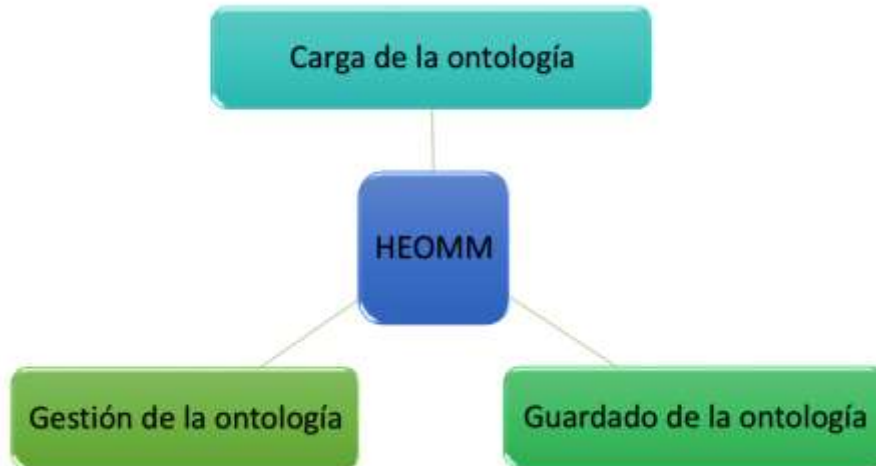 Carga de la ontología
HEOMM
Gestión de la ontología
Guardado de la ontología